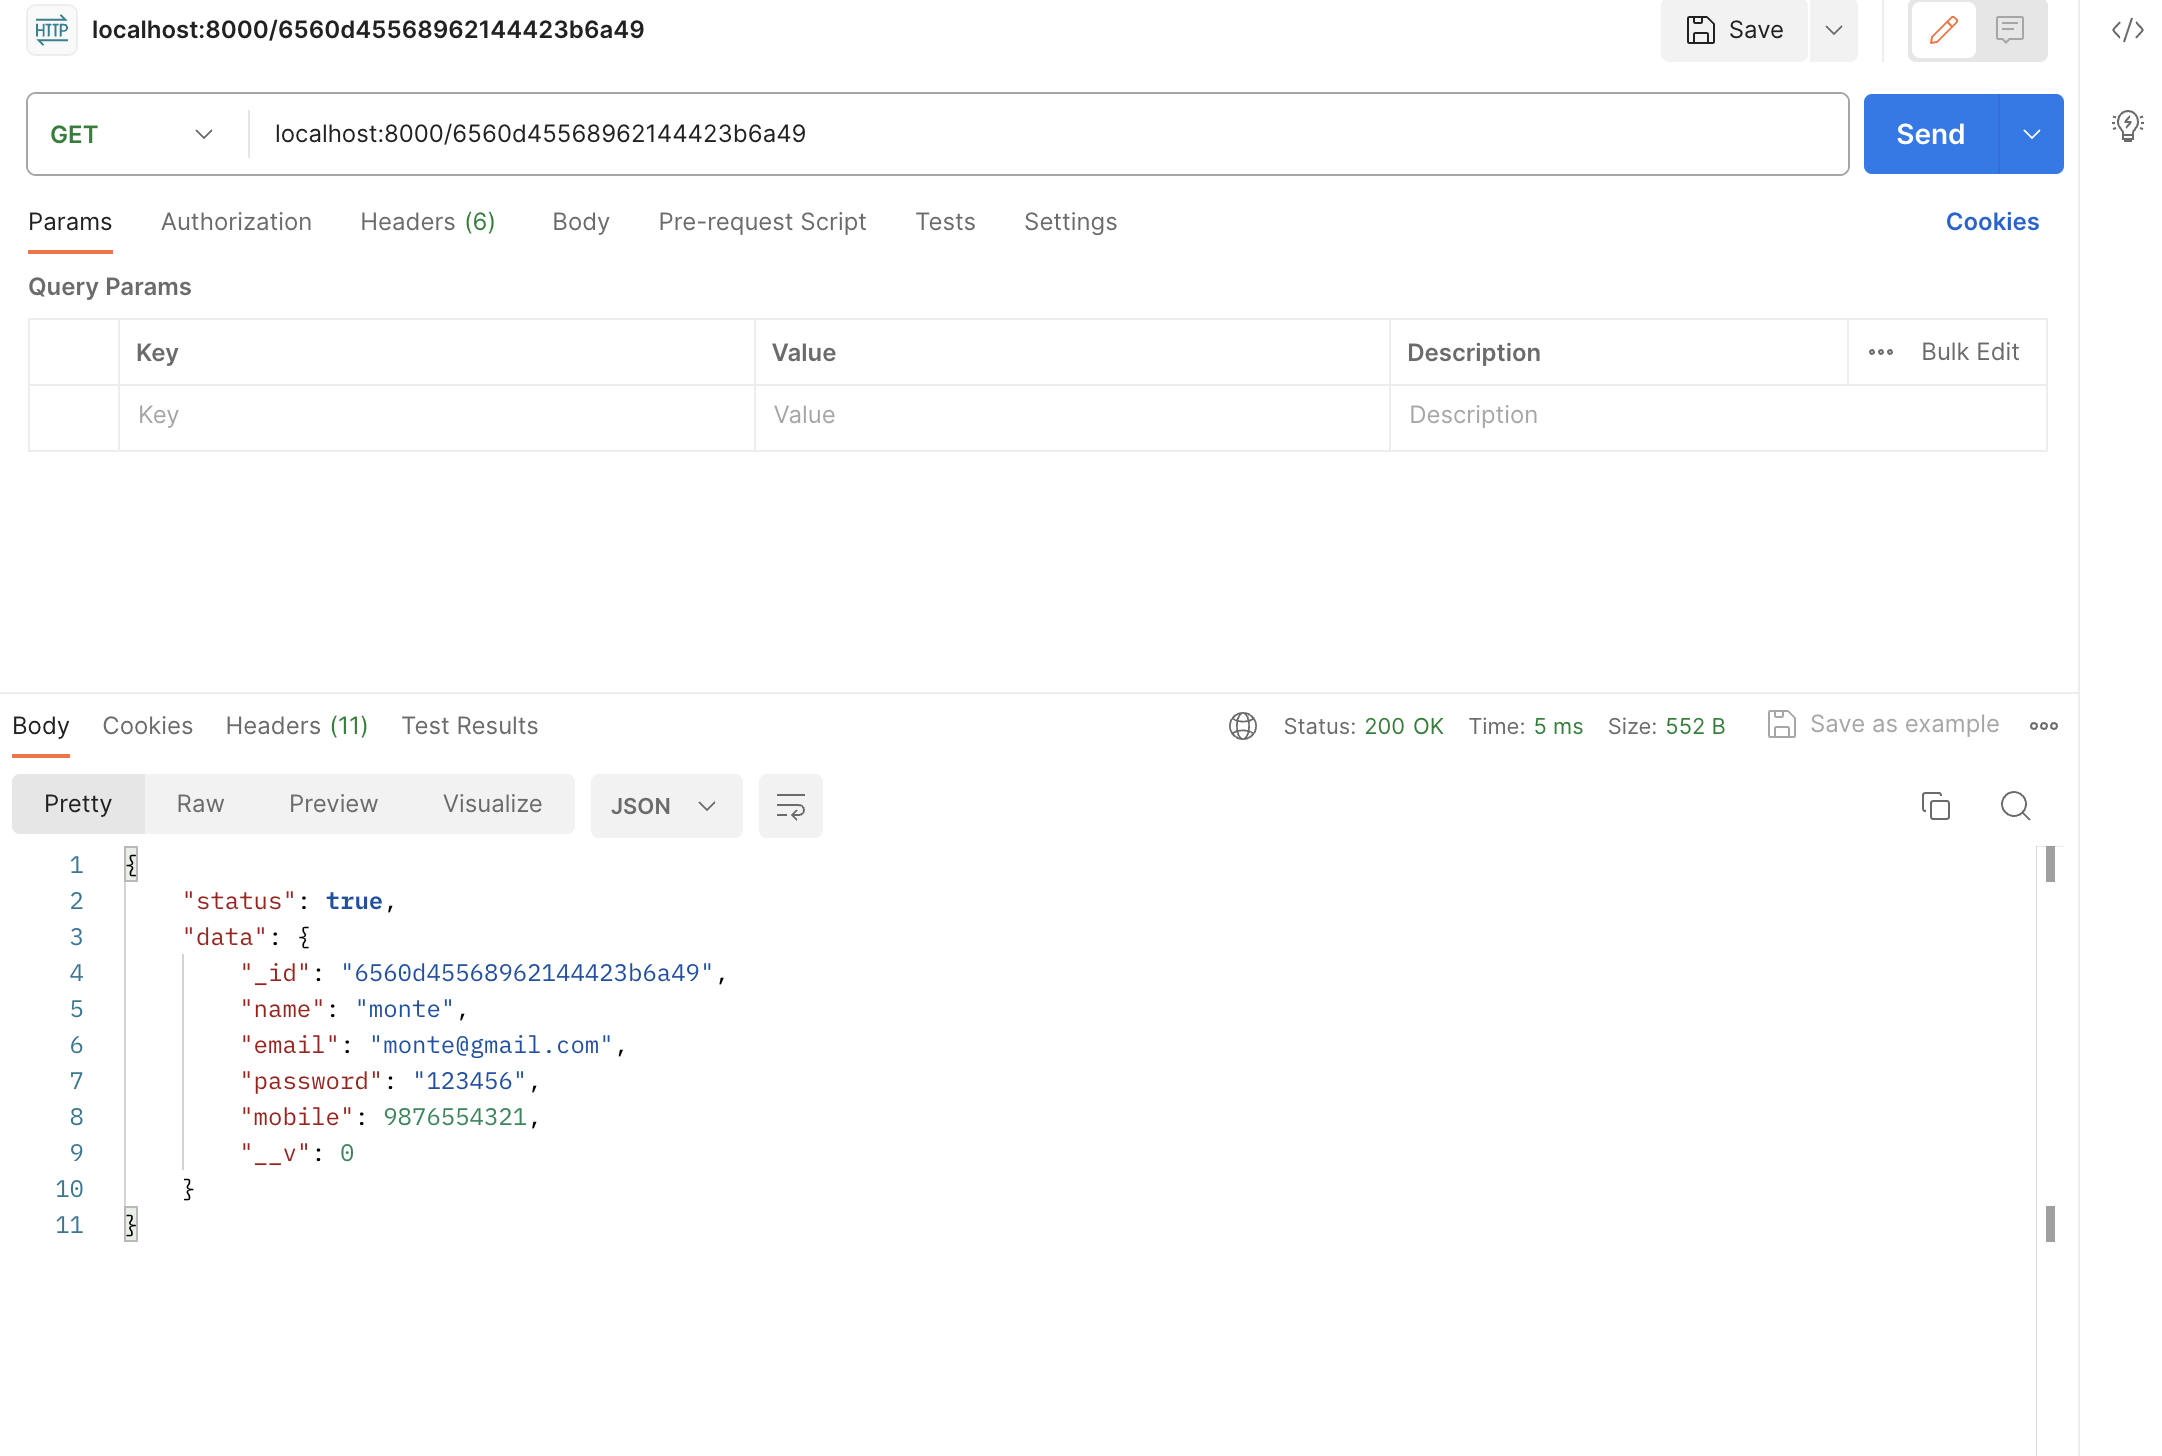 HTTP localhost:8000/6560d45568962144423b6a49 Save
GET localhost:8000/6560d45568962144423b6a49 Send
Params Authorization Headers (6) Body Pre-request Script Tests Settings Cookies
Query Params
Key Value Description Bulk Edit
Key Value Description
Body Cookies Headers (11) Test Results Status: 200 OK Time: 5 ms Size: 552 B Save as example
Pretty Raw Preview Visualize JSON
1 {
2 "status": true,
3 "data": {
4 "_id": "6560d45568962144423b6a49",
5 "name": "monte",
6 "email": "monte@gmail.com",
7 "password": "123456",
8 "mobile": 9876554321,
9 "__v": 0
10 }
11 }